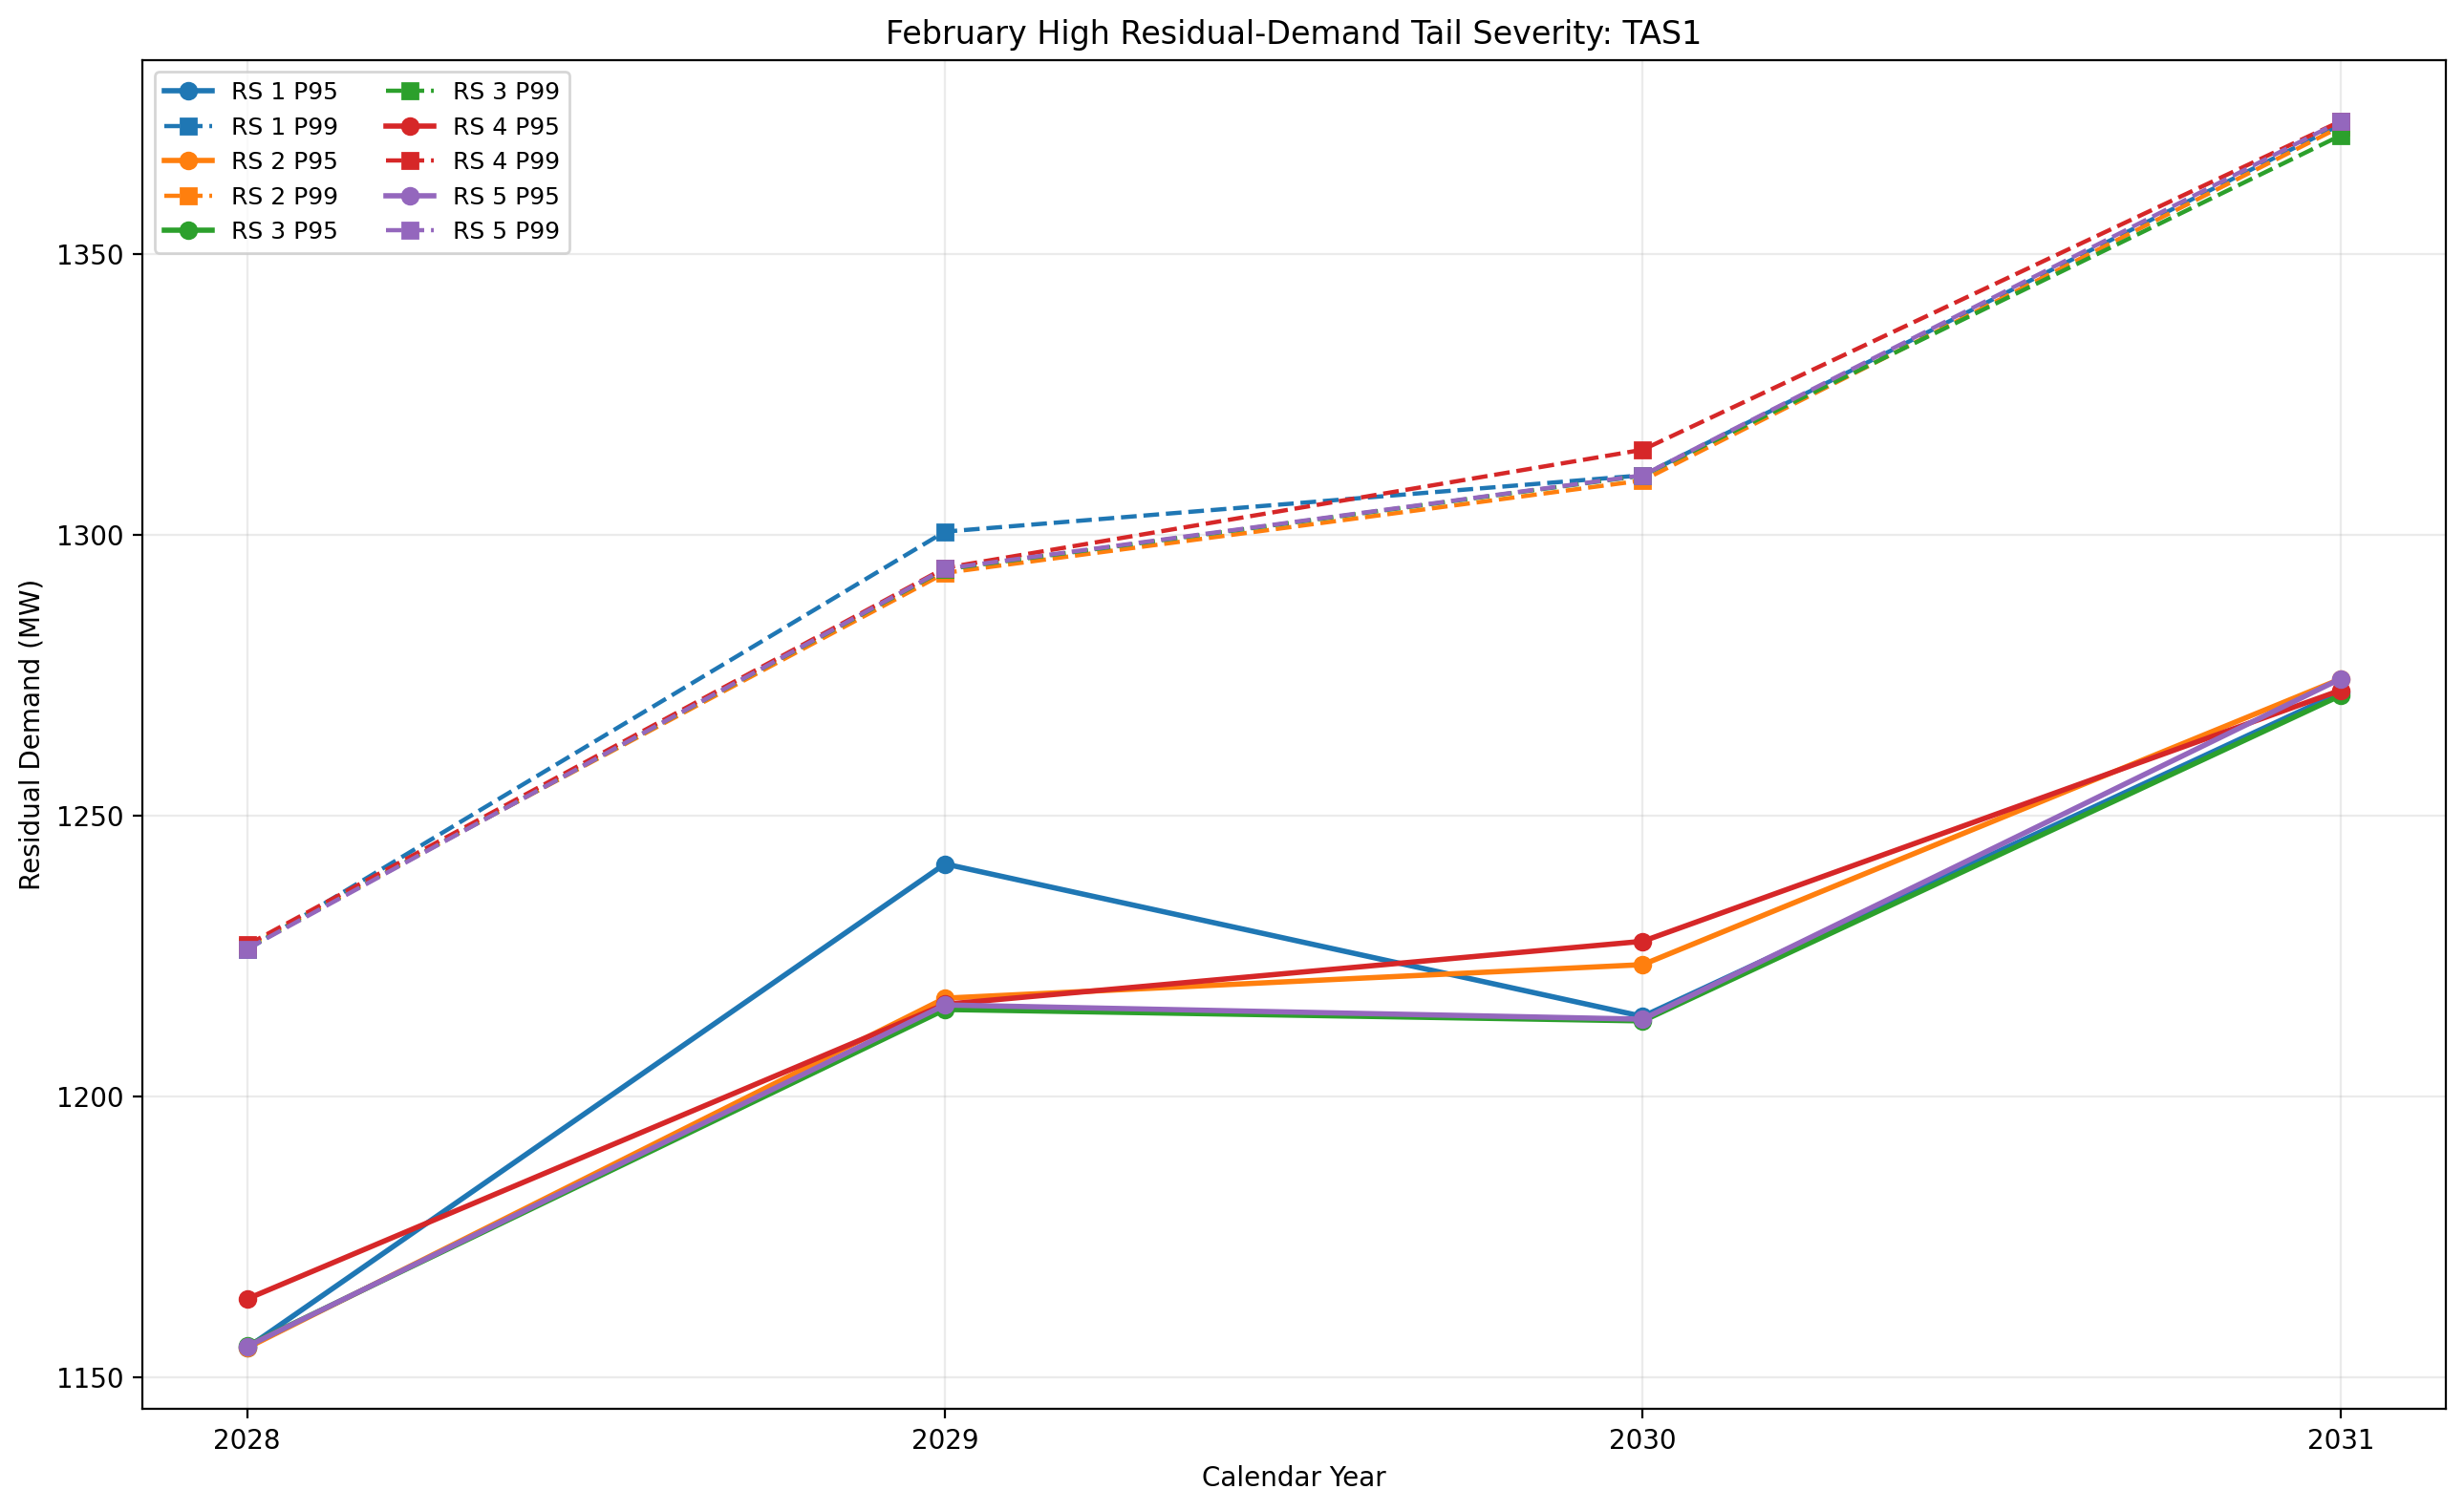 February High Residual-Demand Tail Severity: TAS1
RS 1 P95
RS 1 P99
RS 2 P95
RS 2 P99
RS 3 P95
RS 3 P99
RS 4 P95
RS 4 P99
RS 5 P95
RS 5 P99
Residual Demand (MW)
1350
1300
1250
1200
1150
2028
2029
2030
2031
Calendar Year